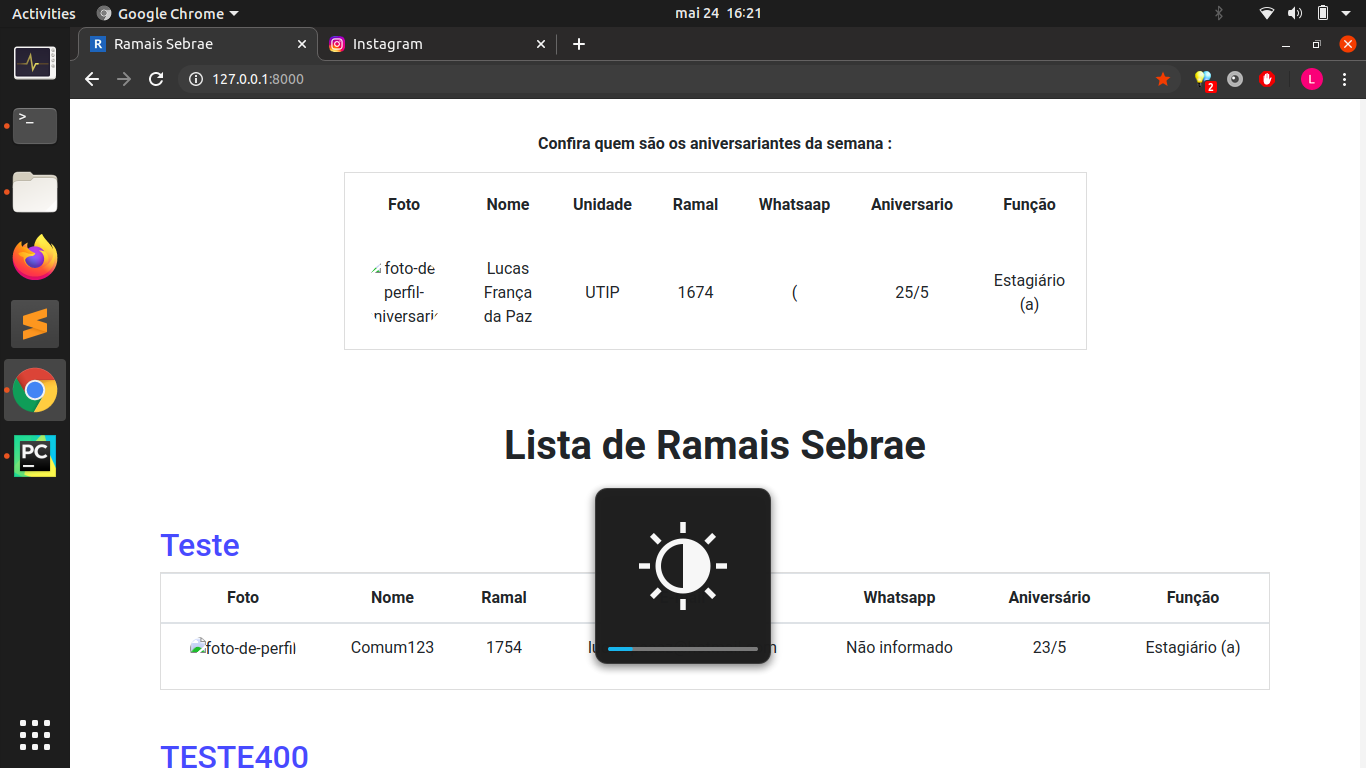 Activities Google Chrome mai 24 16:21
R Ramais Sebrae Instagram
127.0.0.1:8000 2 L
Confira quem são os aniversariantes da semana :
Foto Nome Unidade Ramal Whatsaap Aniversario Função
foto-de- perfil- niversari Lucas França da Paz UTIP 1674 ( 25/5 Estagiário (a)
Lista de Ramais Sebrae
Teste
Foto Nome Ramal Whatsapp Aniversário Função
foto-de-perfil Comum123 1754 Não informado 23/5 Estagiário (a)
TESTE400
>_
PC